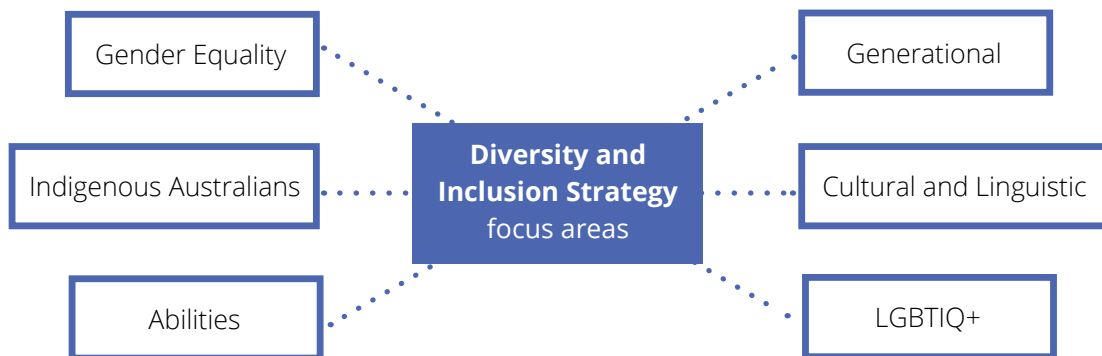 Gender Equality
Generational
Diversity and
Inclusion Strategy
focus areas
Indigenous Australians
Cultural and Linguistic
Abilities
LGBTIQ+